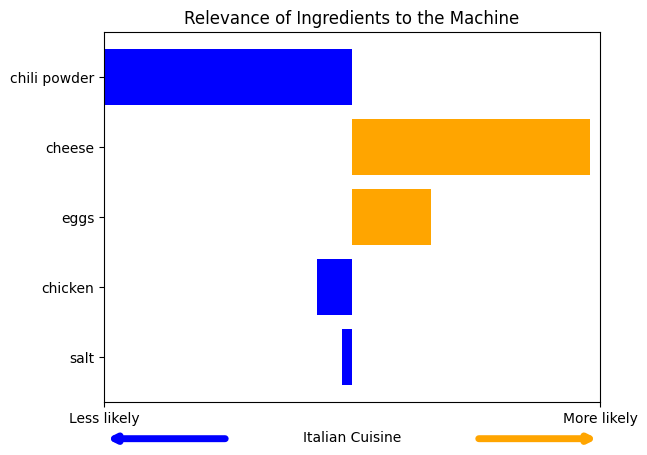 Relevance of Ingredients to the Machine
chili powder
cheese
eggs
chicken
salt
Less likely
More likely
Italian Cuisine